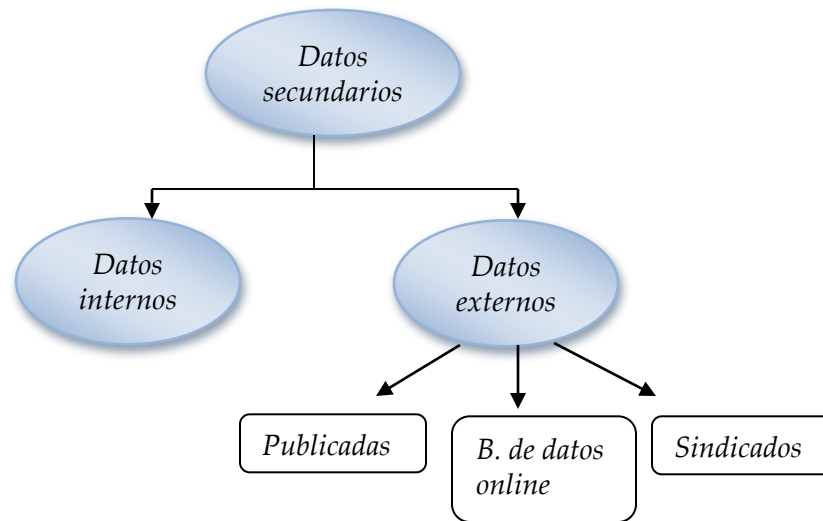 Datos
secundarios
Datos
internos
Datos
externos
Publicadas
B. de datos
online
Sindicados